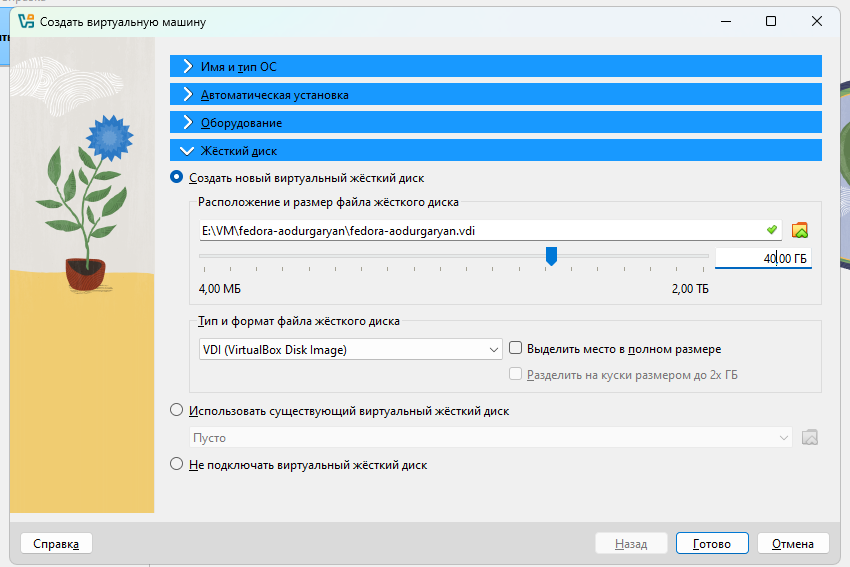 Создать виртуальную машину
Имя и тип ОС
Автоматическая установка
Оборудование
Жёсткий диск
Создать новый виртуальный жёсткий диск
Расположение и размер файла жёсткого диска
E:\VM\fedora-aodurgaryan\fedora-aodurgaryan.vdi
40,00 ГБ
4,00 МБ 2,00 ТБ
Тип и формат файла жёсткого диска
VDI (VirtualBox Disk Image) Выделить место в полном размере
Разделить на куски размером до 2х ГБ
Использовать существующий виртуальный жёсткий диск
Пусто
Не подключать виртуальный жёсткий диск
Справка Назад Готово Отмена